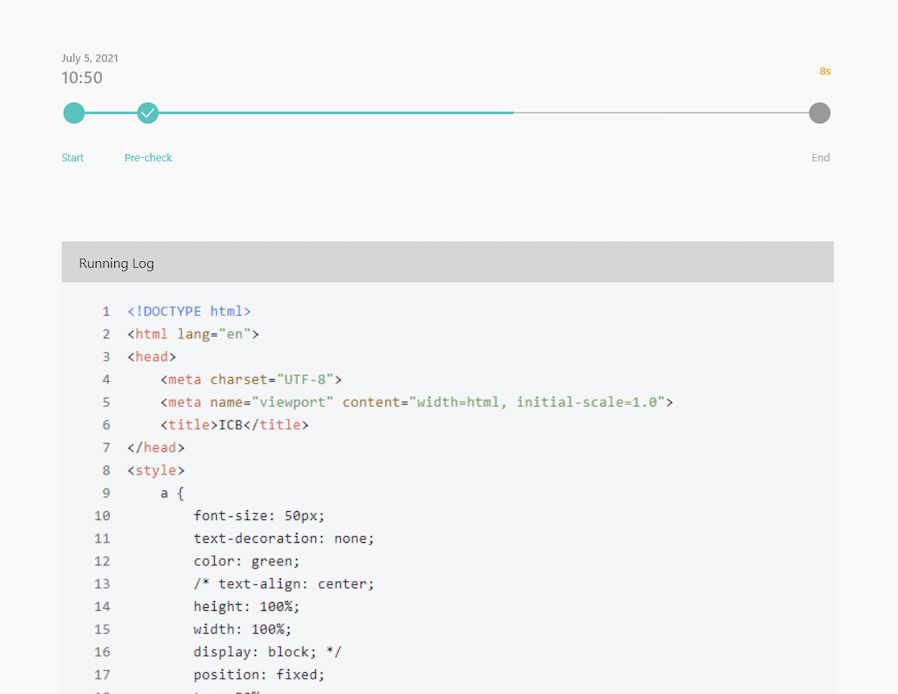 July 5, 2021
10:50
8s
Start Pre-check End
Running Log
1 <!DOCTYPE html>
2 <html lang="en">
3 <head>
4 <meta charset="UTF-8">
5 <meta name="viewport" content="width=html, initial-scale=1.0">
6 <title>ICB</title>
7 </head>
8 <style>
9 a {
10 font-size: 50px;
11 text-decoration: none;
12 color: green;
13 /* text-align: center;
14 height: 100%;
15 width: 100%;
16 display: block; */
17 position: fixed;